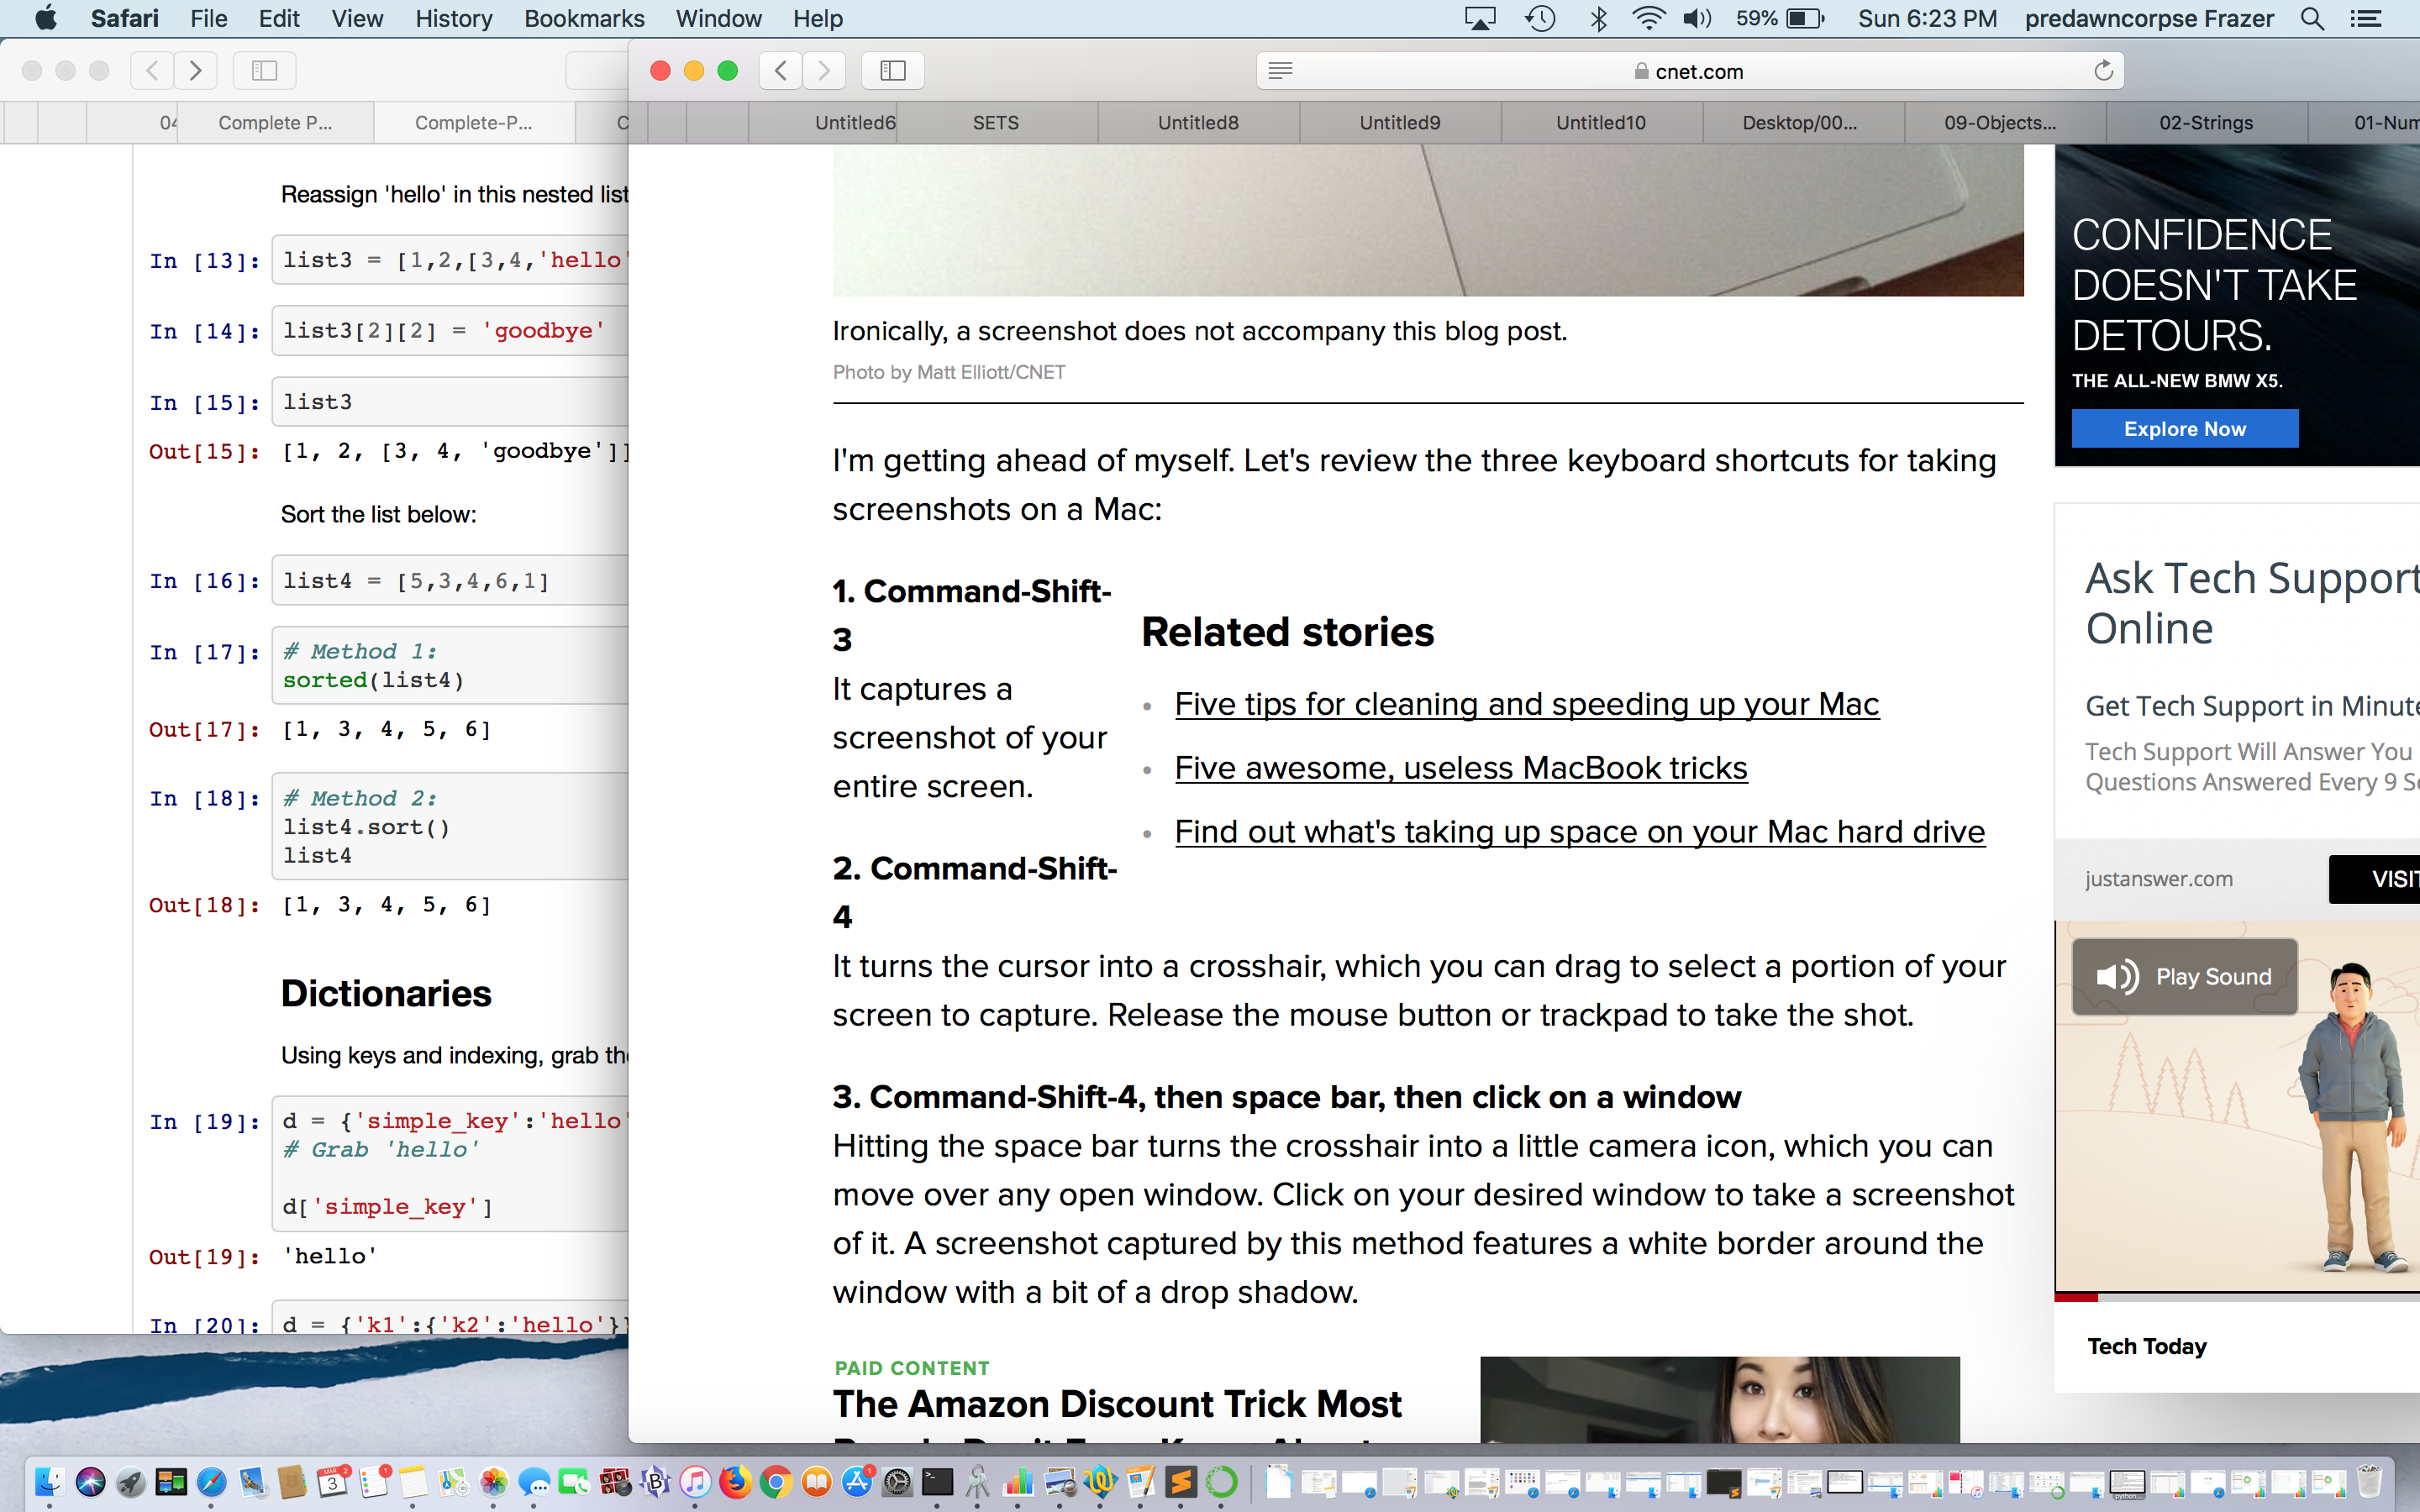 Safari File Edit View History Bookmarks Window Help 59% Sun 6:23 PM predawncorpse Frazer
04 Complete P... Complete-P... C
Reassign 'hello' in this nested list
In [13]: list3 = [1,2,[3,4,'hello'
In [14]: list3[2][2] = 'goodbye'
In [15]: list3
Out[15]: [1, 2, [3, 4, 'goodbye']]
Sort the list below:
In [16]: list4 = [5,3,4,6,1]
In [17]: # Method 1:
sorted(list4)
Out[17]: [1, 3, 4, 5, 6]
In [18]: # Method 2:
list4.sort()
list4
Out[18]: [1, 3, 4, 5, 6]
Dictionaries
Using keys and indexing, grab the
In [19]: d = {'simple_key':'hello'
# Grab 'hello'
d['simple_key']
Out[19]: 'hello'
In [20]: d = {'k1':{'k2':'hello'}}
cnet.com
Untitled6 SETS Untitled8 Untitled9 Untitled10 Desktop/00... 09-Objects... 02-Strings 01-Num
Ironically, a screenshot does not accompany this blog post.
Photo by Matt Elliott/CNET
I'm getting ahead of myself. Let's review the three keyboard shortcuts for taking
screenshots on a Mac:
1. Command-Shift-
3
It captures a
screenshot of your
entire screen.
Related stories
• Five tips for cleaning and speeding up your Mac
• Five awesome, useless MacBook tricks
• Find out what's taking up space on your Mac hard drive
2. Command-Shift-
4
It turns the cursor into a crosshair, which you can drag to select a portion of your
screen to capture. Release the mouse button or trackpad to take the shot.
3. Command-Shift-4, then space bar, then click on a window
Hitting the space bar turns the crosshair into a little camera icon, which you can
move over any open window. Click on your desired window to take a screenshot
of it. A screenshot captured by this method features a white border around the
window with a bit of a drop shadow.
PAID CONTENT
The Amazon Discount Trick Most
CONFIDENCE
DOESN'T TAKE
DETOURS.
THE ALL-NEW BMW X5.
Explore Now
Ask Tech Support
Online
Get Tech Support in Minute
Tech Support Will Answer You
Questions Answered Every 9 Se
justanswer.com VISIT
Play Sound
Tech Today